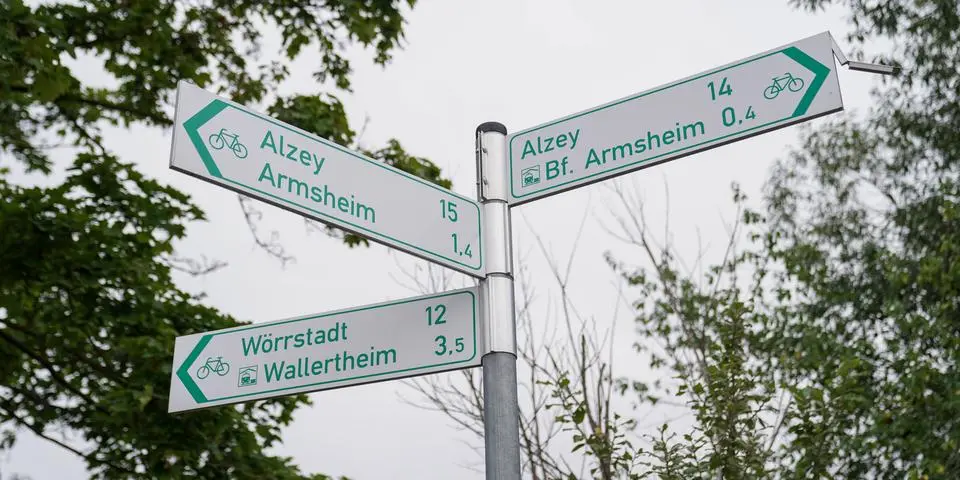 Alzey 15
Armsheim 1,4
Alzey 14
Bf. Armsheim 0,4
Wörrstadt 12
Wallertheim 3,5